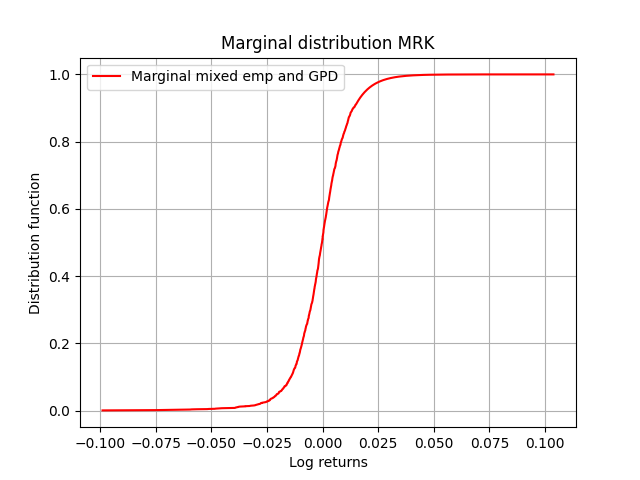 Marginal distribution MRK
Marginal mixed emp and GPD
Distribution function
1.0
0.8
0.6
0.4
0.2
0.0
−0.100 −0.075 −0.050 −0.025 0.000 0.025 0.050 0.075 0.100
Log returns